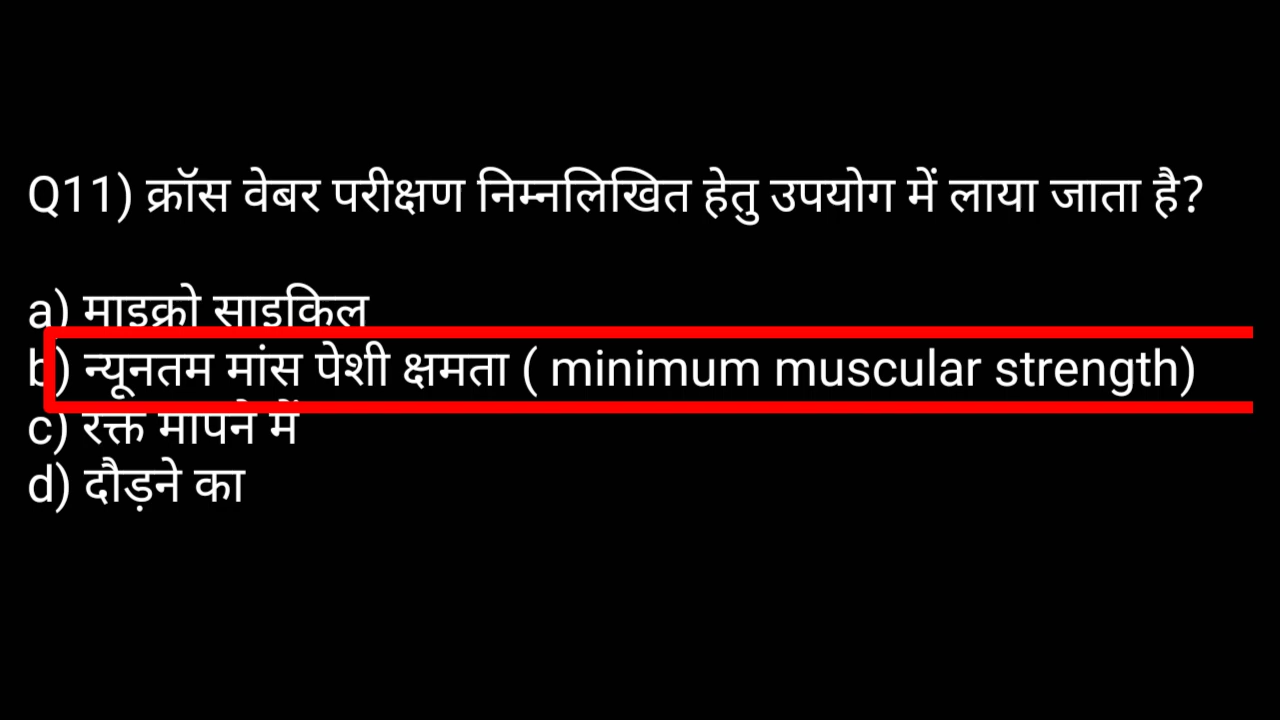 Q11) क्रॉस वेबर परीक्षण निम्नलिखित हेतु उपयोग में लाया जाता है?
a) माइक्रो साइकिल
b) न्यूनतम मांस पेशी क्षमता ( minimum muscular strength)
c) रक्त मापने में
d) दौड़ने का